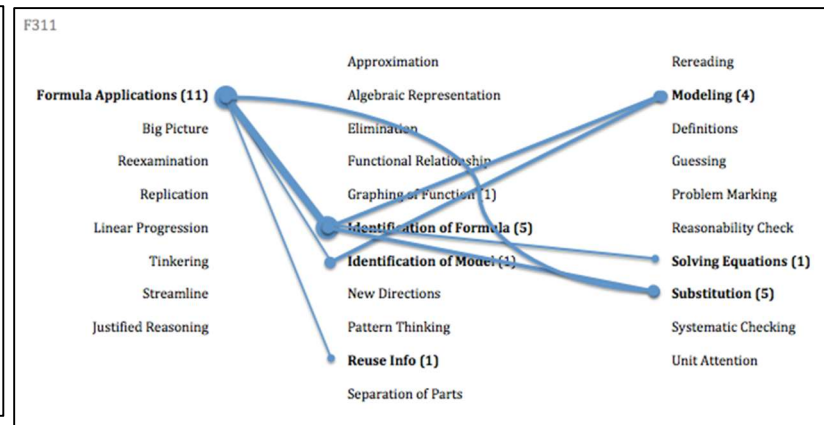 F311
Formula Applications (11)
Big Picture
Reexamination
Replication
Linear Progression
Tinkering
Streamline
Justified Reasoning
Approximation
Algebraic Representation
Elimination
Functional Relationship
Graphing of Function (1)
Identification of Formula (5)
Identification of Model (1)
New Directions
Pattern Thinking
Reuse Info (1)
Separation of Parts
Rereading
Modeling (4)
Definitions
Guessing
Problem Marking
Reasonability Check
Solving Equations (1)
Substitution (5)
Systematic Checking
Unit Attention